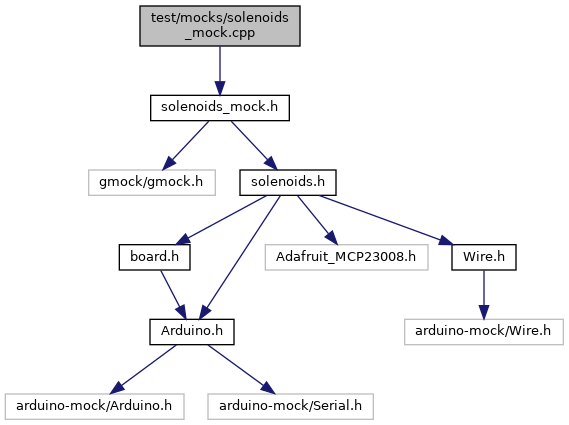 test/mocks/solenoids
_mock.cpp
solenoids_mock.h
gmock/gmock.h
solenoids.h
board.h
Adafruit_MCP23008.h
Wire.h
Arduino.h
arduino-mock/Wire.h
arduino-mock/Arduino.h
arduino-mock/Serial.h